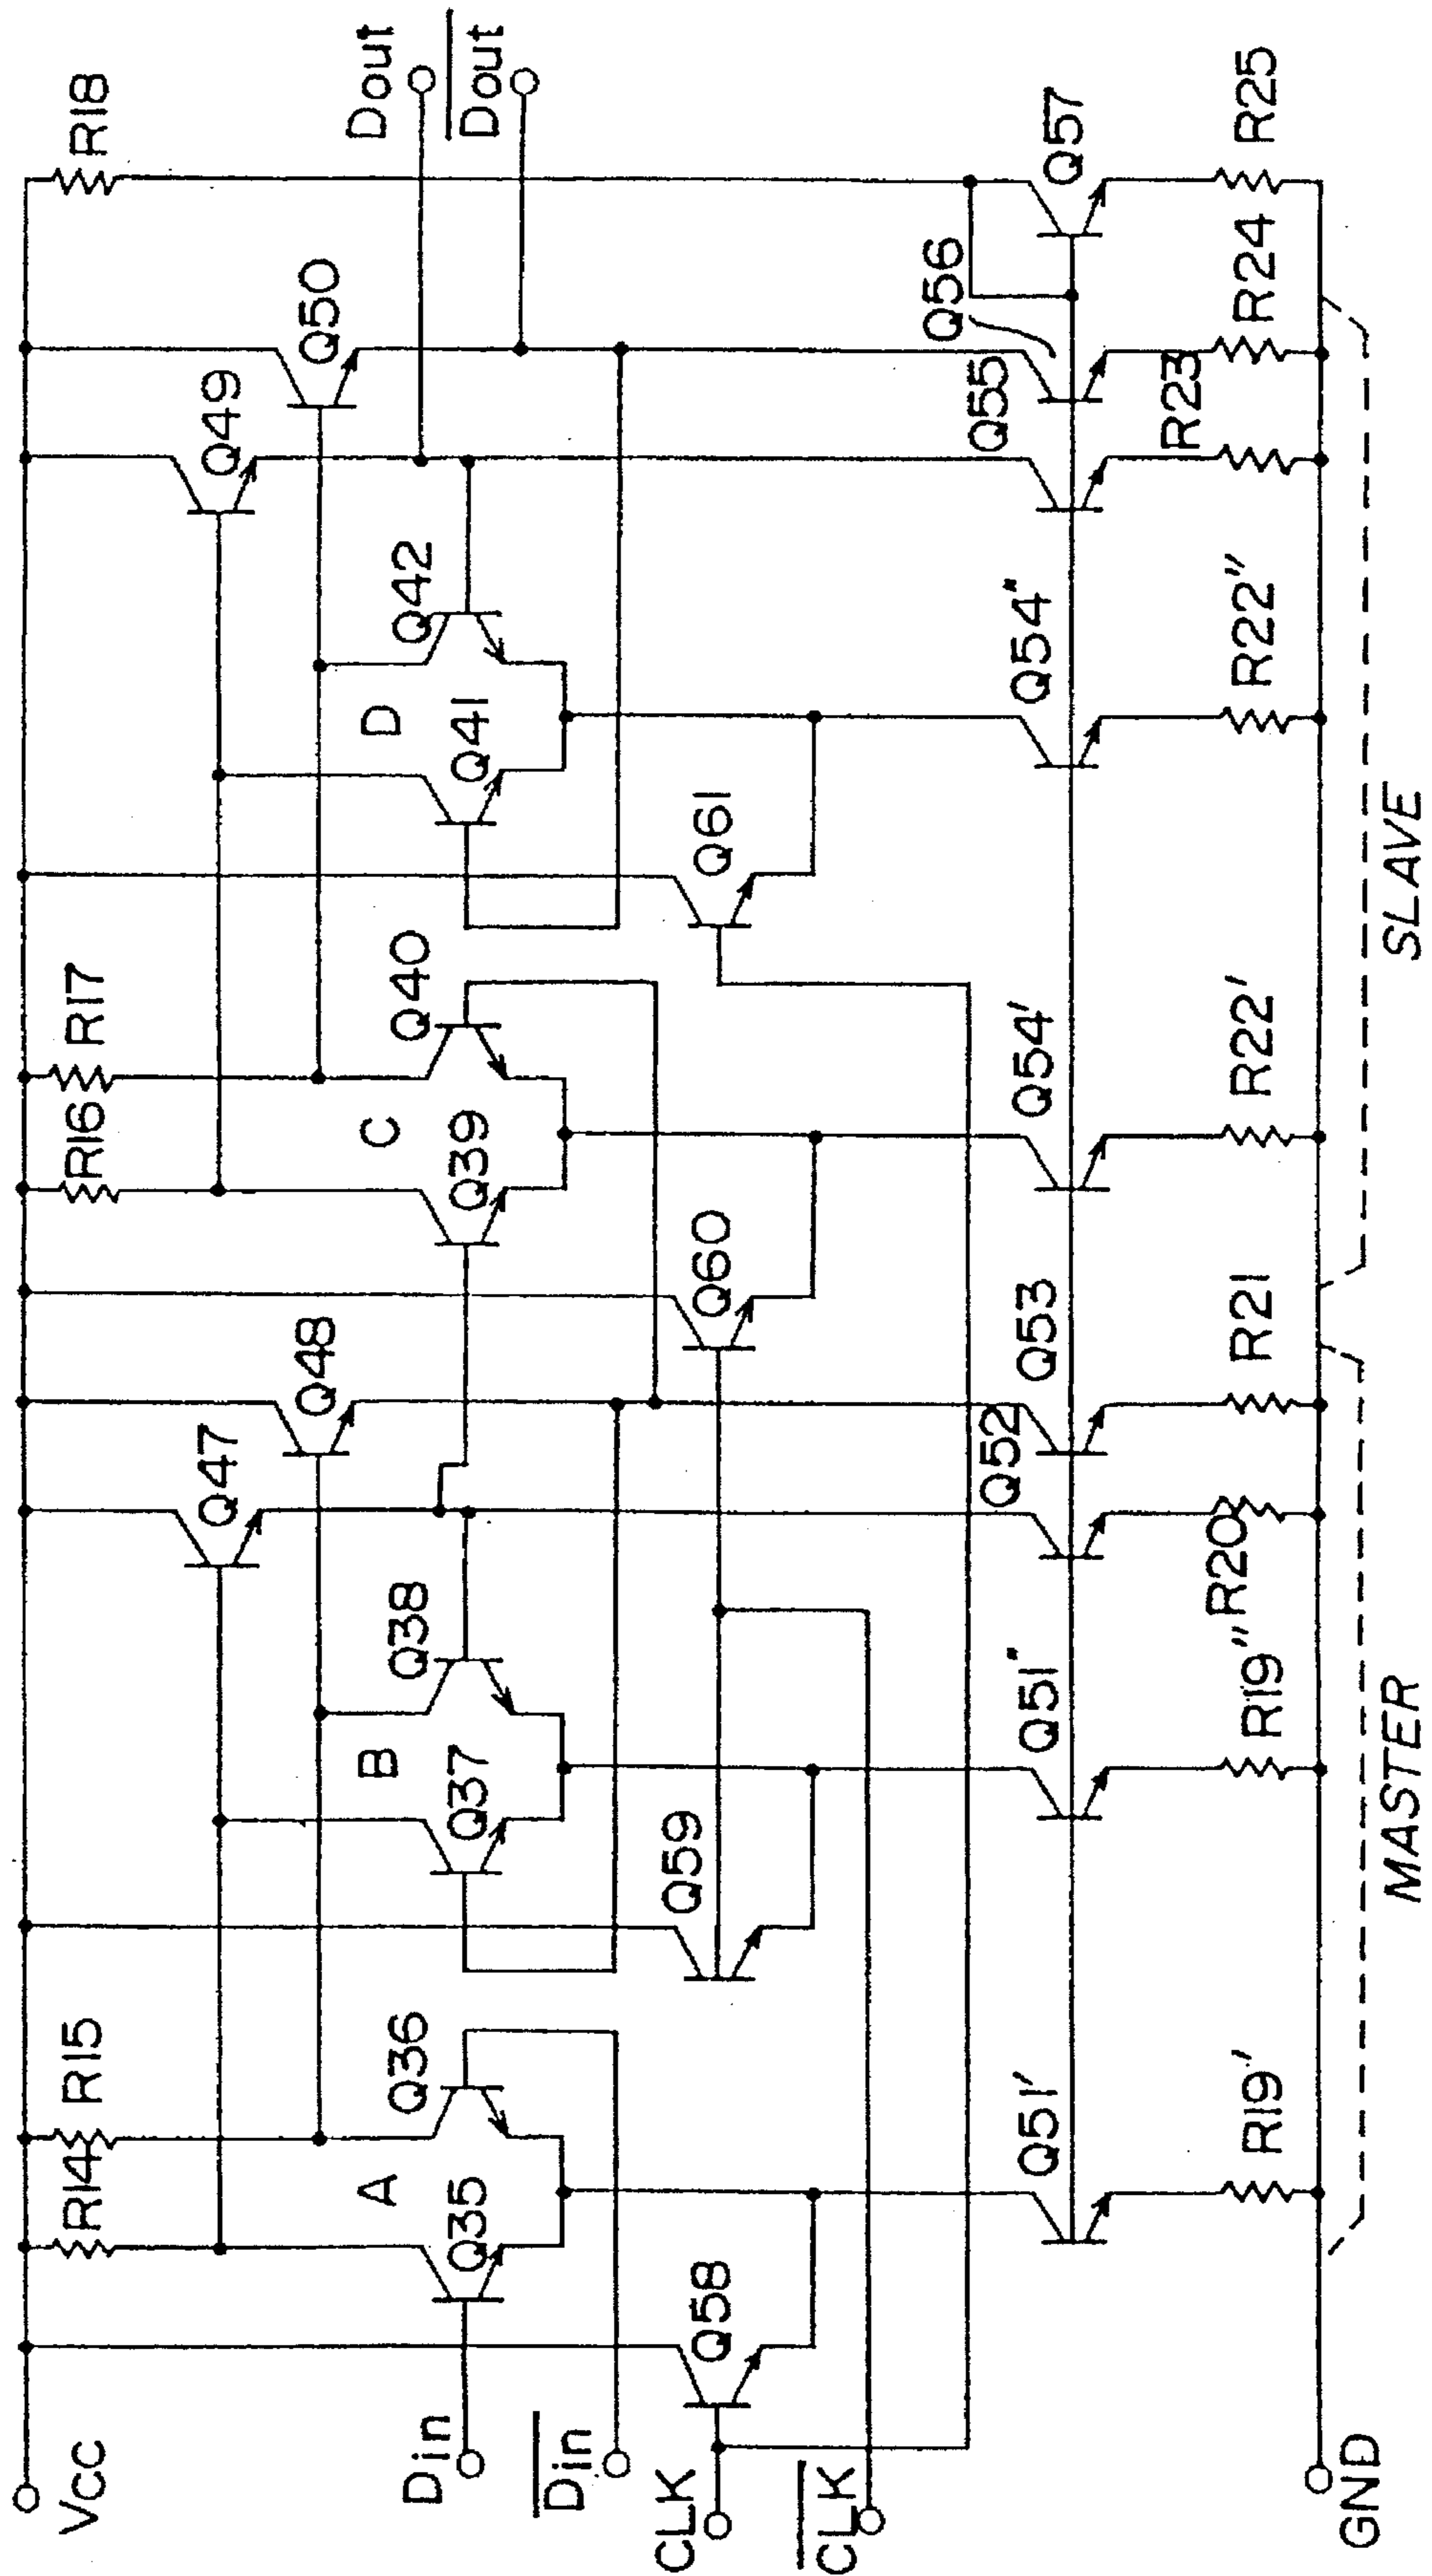 Vcc
R14
R15
R16
R17
R18
Q47
Q48
Q49
Q50
Din
Din
A
Q35
Q36
B
Q37
Q38
C
Q39
Q40
D
Q41
Q42
Dout
Dout
CLK
CLK
Q58
Q59
Q60
Q61
Q51'
Q51"
Q52
Q53
Q54'
Q54"
Q55
Q56
Q57
R19'
R19"
R20
R21
R22'
R22"
R23
R24
R25
GND
MASTER
SLAVE